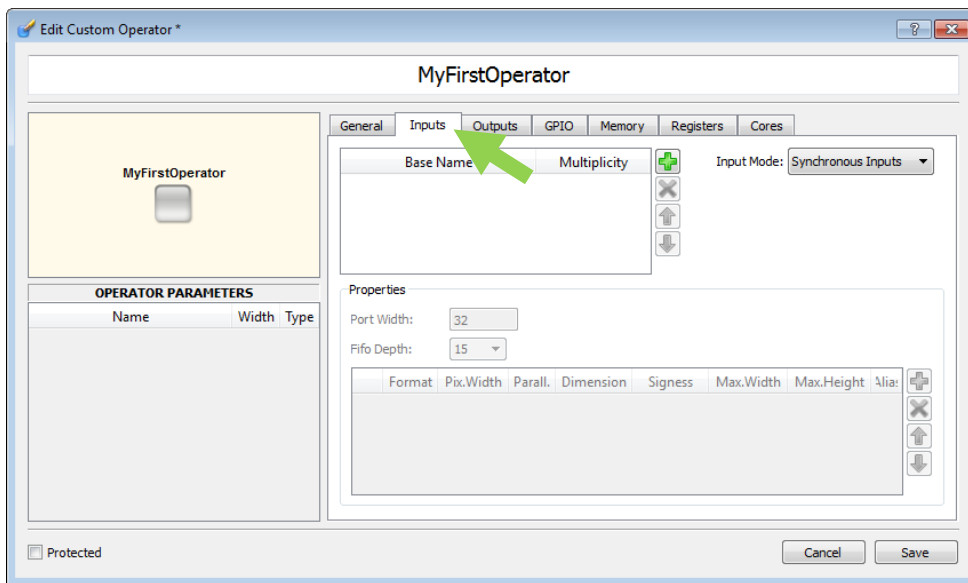 Edit Custom Operator *
MyFirstOperator
General Inputs Outputs GPIO Memory Registers Cores
MyFirstOperator
Base Name Multiplicity
Input Mode: Synchronous Inputs
OPERATOR PARAMETERS
Name Width Type
Properties
Port Width: 32
Fifo Depth: 15
Format Pix.Width Parall. Dimension Signess Max.Width Max.Height Alias
Protected
Cancel Save